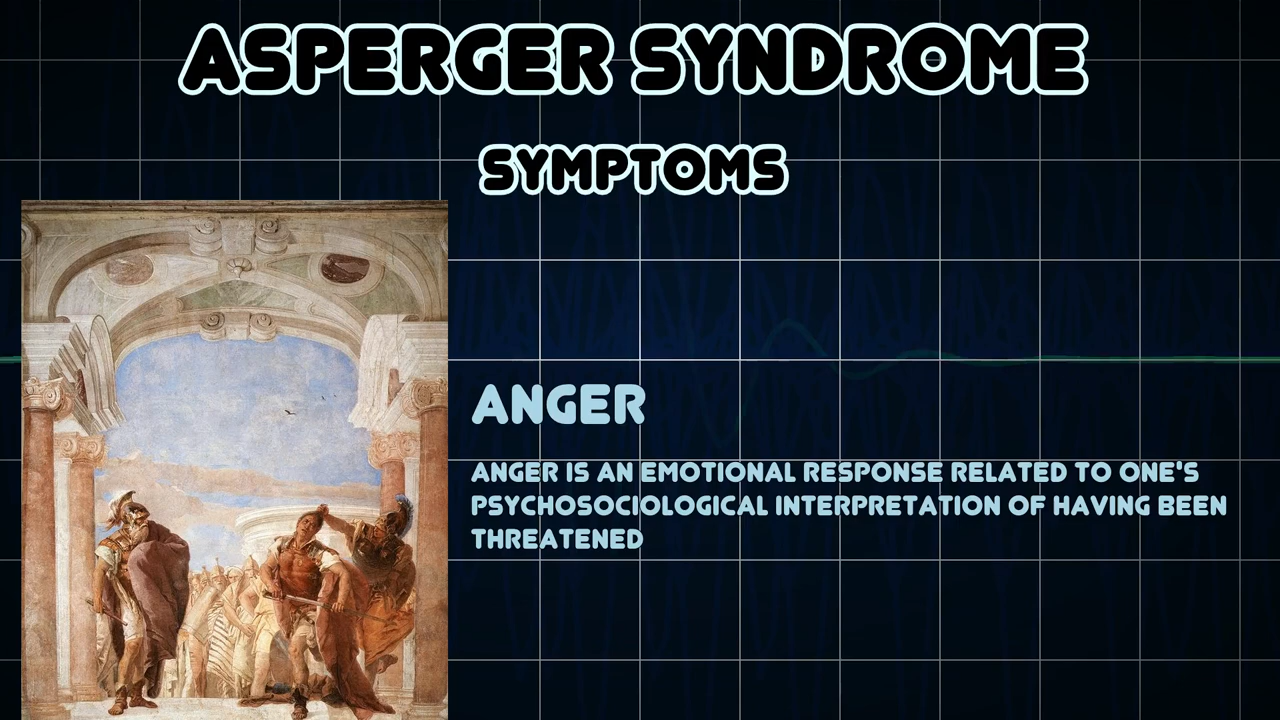 ASPERGER SYNDROME
SYMPTOMS
ANGER
ANGER IS AN EMOTIONAL RESPONSE RELATED TO ONE'S
PSYCHOSOCIOLOGICAL INTERPRETATION OF HAVING BEEN
THREATENED